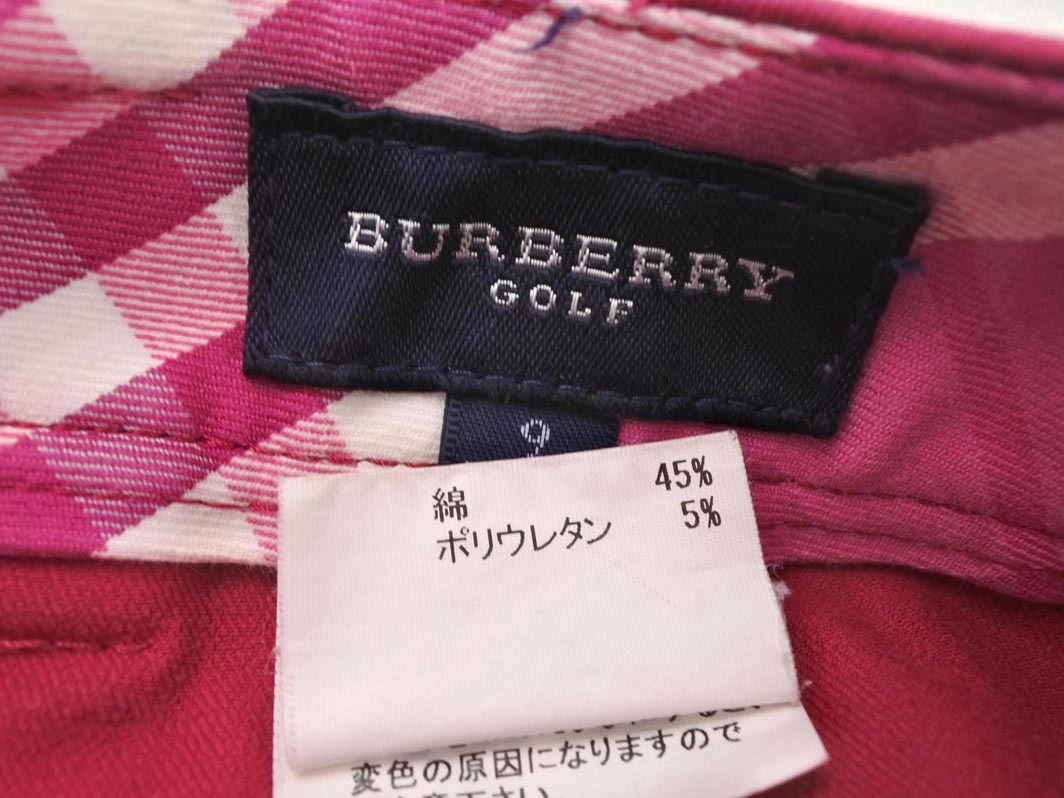 BURBERRY
GOLF
9
綿 45%
ポリウレタン 5%
変色の原因になりますので